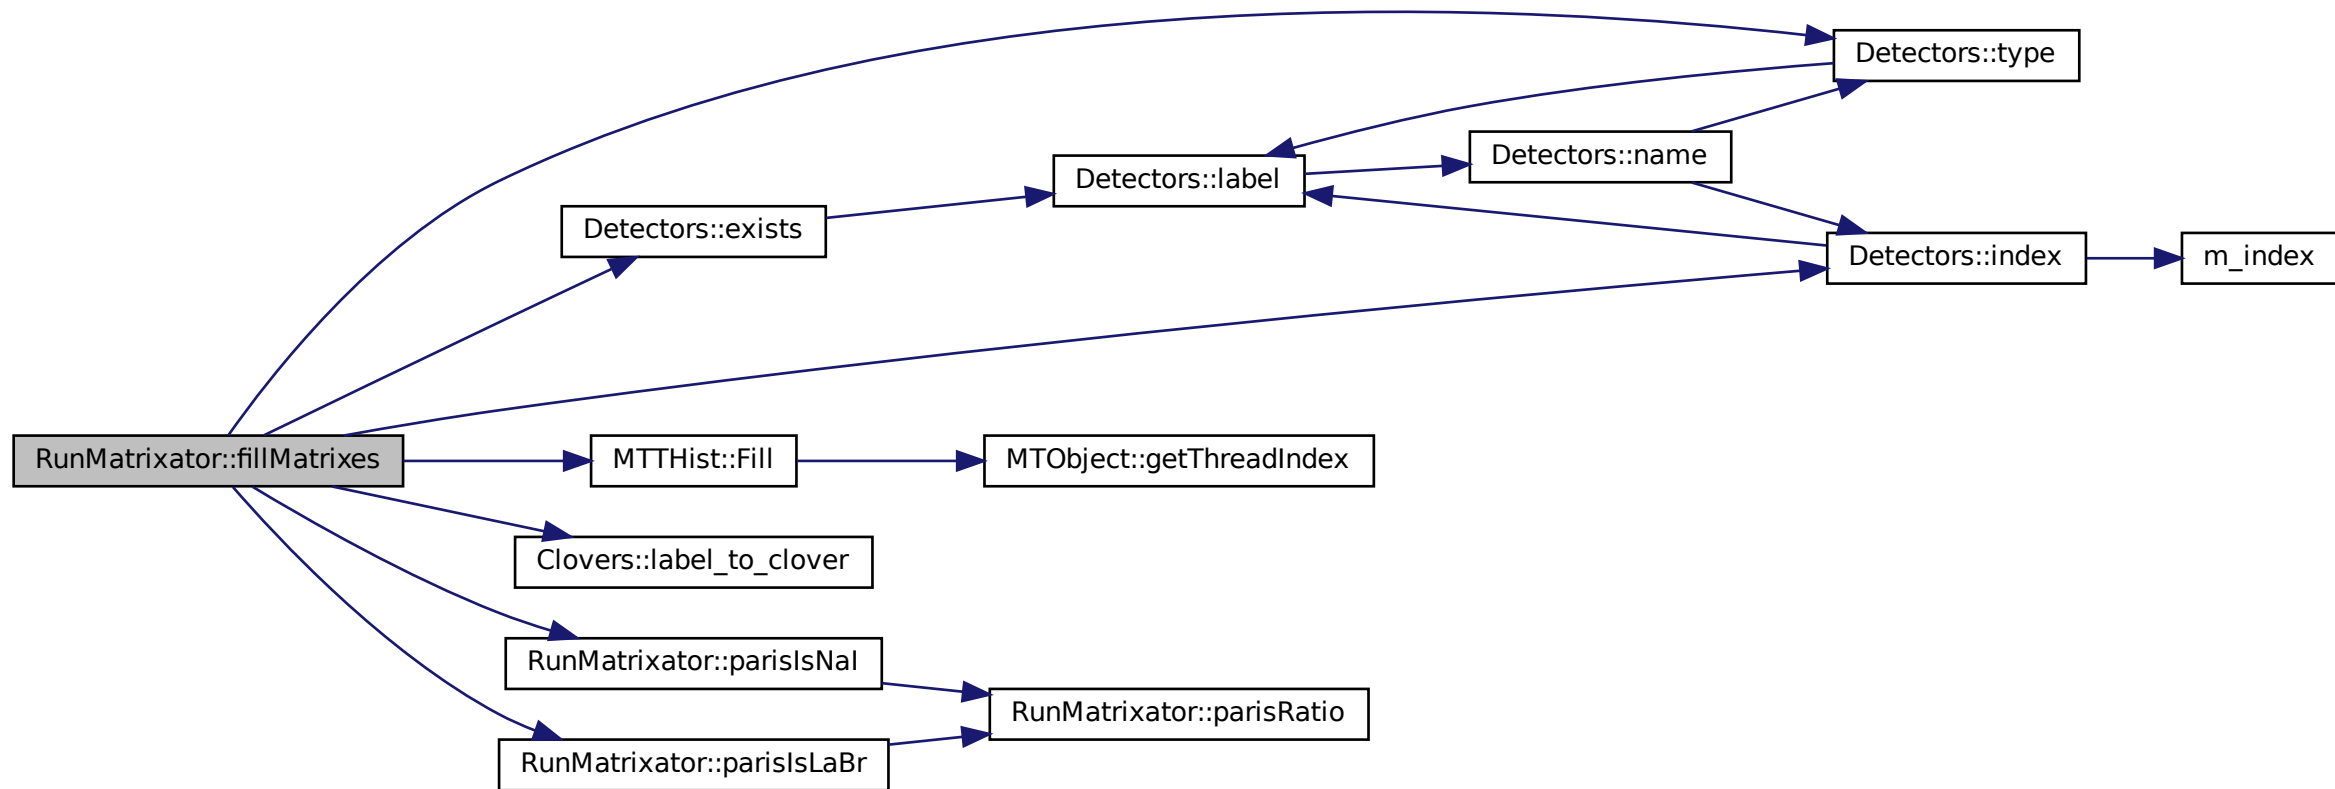 Detectors::type
Detectors::name
Detectors::label
Detectors::exists
Detectors::index
m_index
RunMatrixator::fillMatrixes
MTTHist::Fill
MTObject::getThreadIndex
Clovers::label_to_clover
RunMatrixator::parisIsNaI
RunMatrixator::parisRatio
RunMatrixator::parisIsLaBr